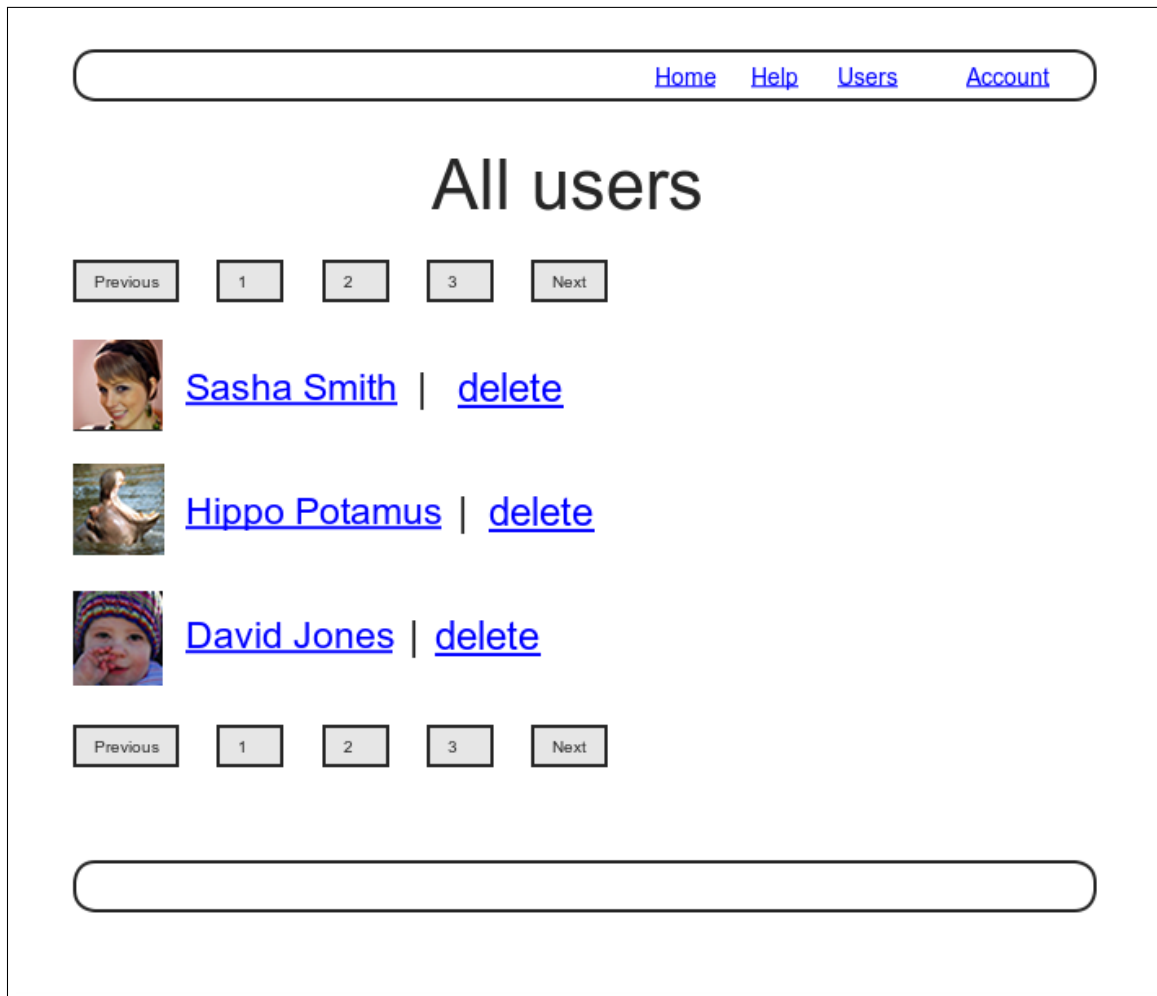 Home Help Users Account
All users
Previous 1 2 3 Next
Sasha Smith | delete
Hippo Potamus | delete
David Jones | delete
Previous 1 2 3 Next